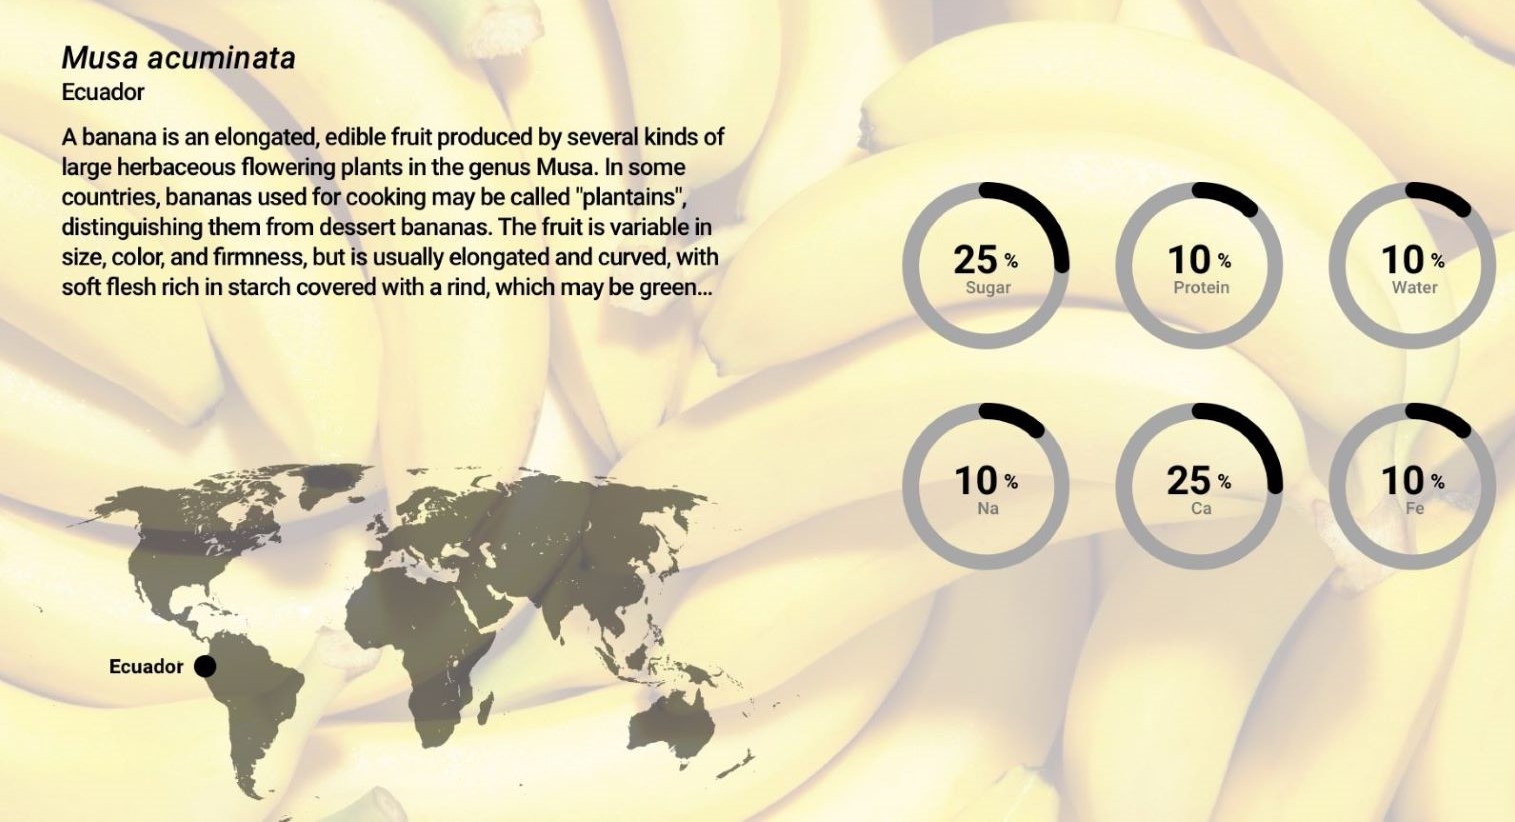 Musa acuminata
Ecuador
A banana is an elongated, edible fruit produced by several kinds of
large herbaceous flowering plants in the genus Musa. In some
countries, bananas used for cooking may be called "plantains",
distinguishing them from dessert bananas. The fruit is variable in
size, color, and firmness, but is usually elongated and curved, with
soft flesh rich in starch covered with a rind, which may be green...
25 %
Sugar
10 %
Protein
10 %
Water
10 %
Na
25 %
Ca
10 %
Fe
Ecuador